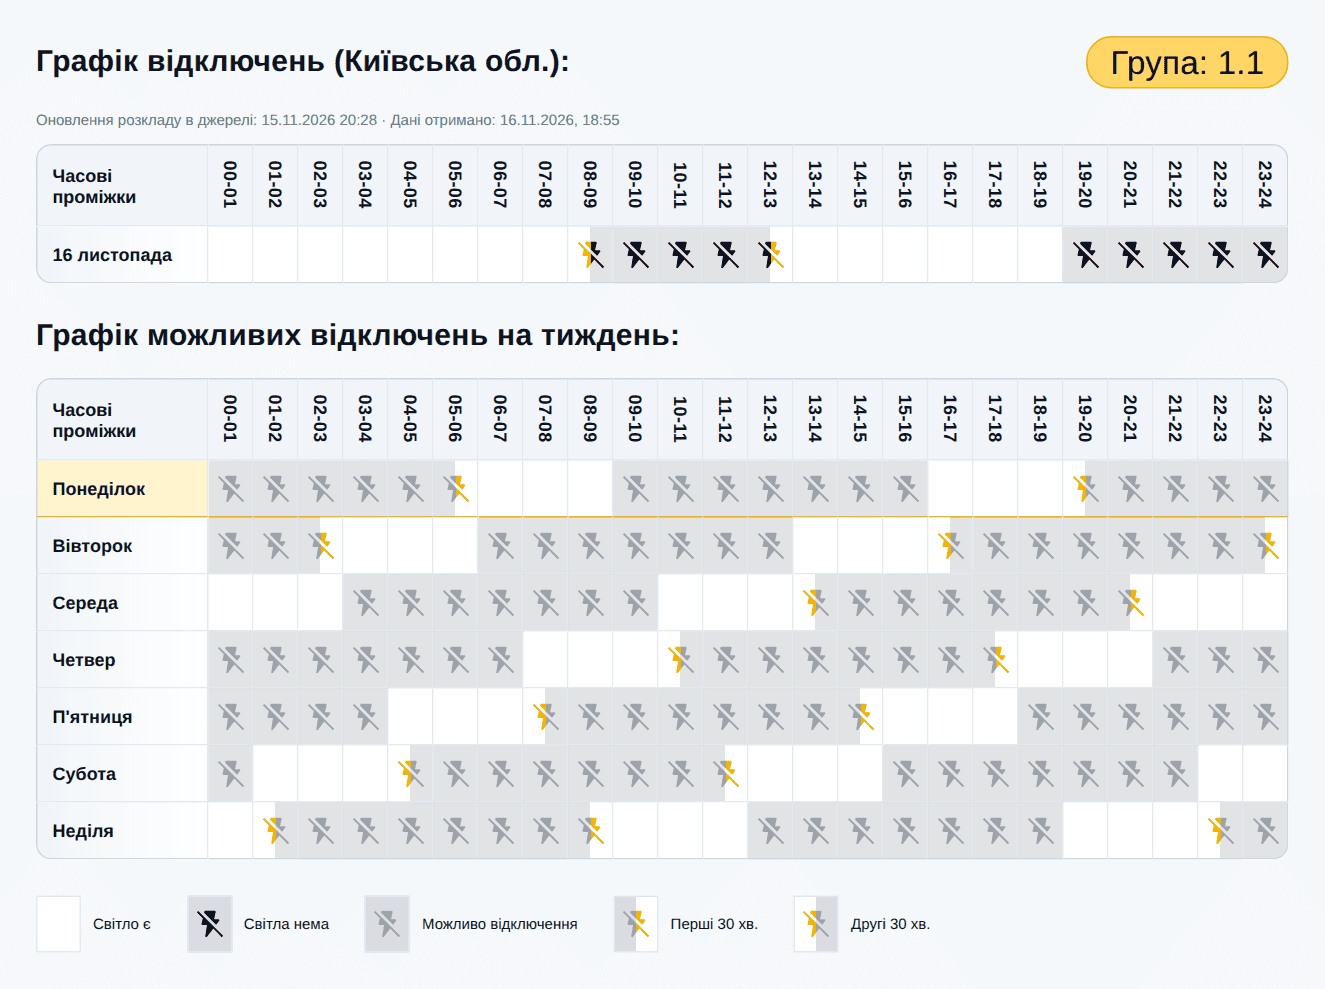 Графік відключень (Київська обл.):
Група: 1.1
Оновлення розкладу в джерелі: 15.11.2026 20:28 · Дані отримано: 16.11.2026, 18:55
Часові проміжки 00-01 01-02 02-03 03-04 04-05 05-06 06-07 07-08 08-09 09-10 10-11 11-12 12-13 13-14 14-15 15-16 16-17 17-18 18-19 19-20 20-21 21-22 22-23 23-24
16 листопада
Графік можливих відключень на тиждень:
Часові проміжки 00-01 01-02 02-03 03-04 04-05 05-06 06-07 07-08 08-09 09-10 10-11 11-12 12-13 13-14 14-15 15-16 16-17 17-18 18-19 19-20 20-21 21-22 22-23 23-24
Понеділок
Вівторок
Середа
Четвер
П'ятниця
Субота
Неділя
Світло є Світла нема Можливо відключення Перші 30 хв. Другі 30 хв.